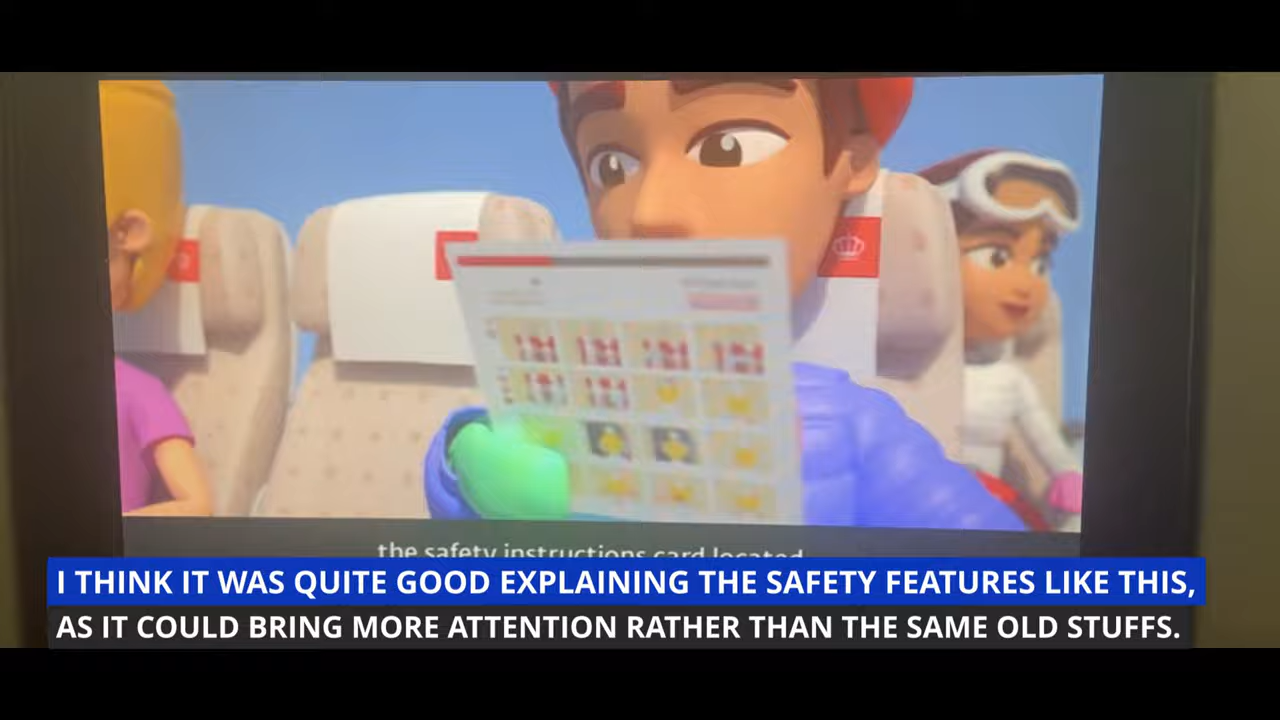 the safety instructions card located
I THINK IT WAS QUITE GOOD EXPLAINING THE SAFETY FEATURES LIKE THIS,
AS IT COULD BRING MORE ATTENTION RATHER THAN THE SAME OLD STUFFS.